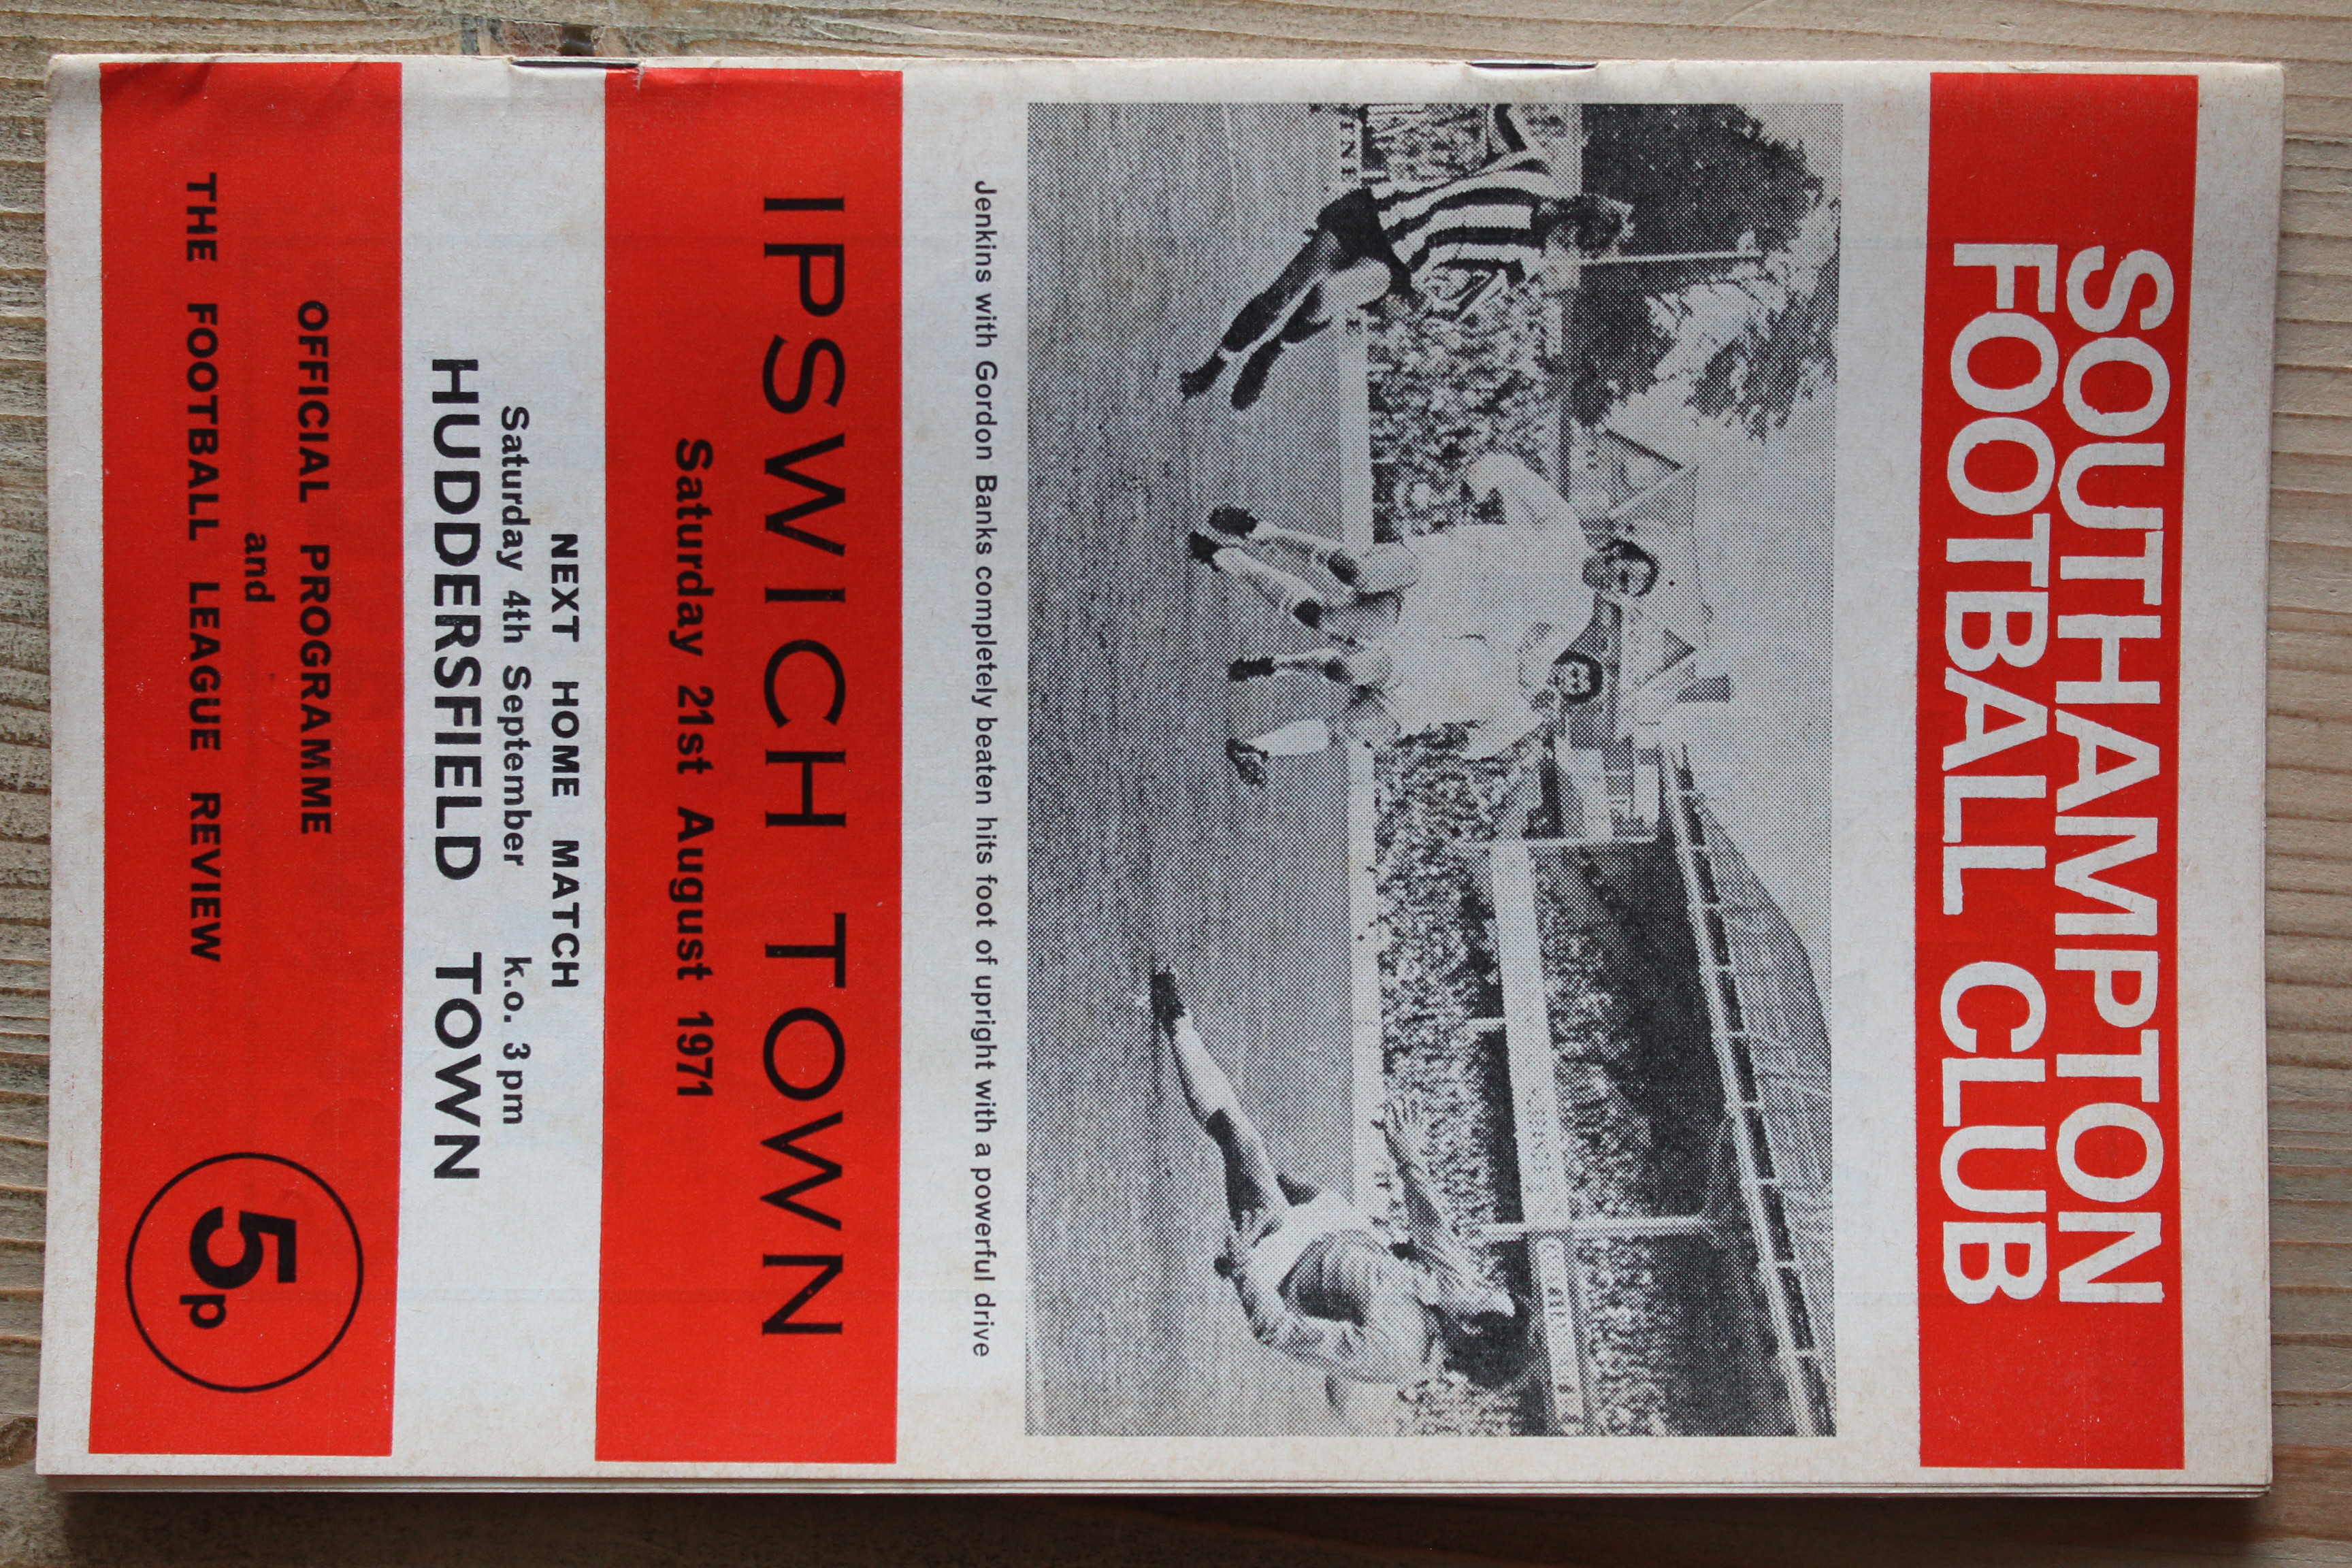 SOUTHAMPTON
FOOTBALL CLUB
Jenkins with Gordon Banks completely beaten hits foot of upright with a powerful drive
IPSWICH TOWN
Saturday 21st August 1971
NEXT HOME MATCH
Saturday 4th September k.o. 3 pm
HUDDERSFIELD TOWN
OFFICIAL PROGRAMME
and
THE FOOTBALL LEAGUE REVIEW
5p